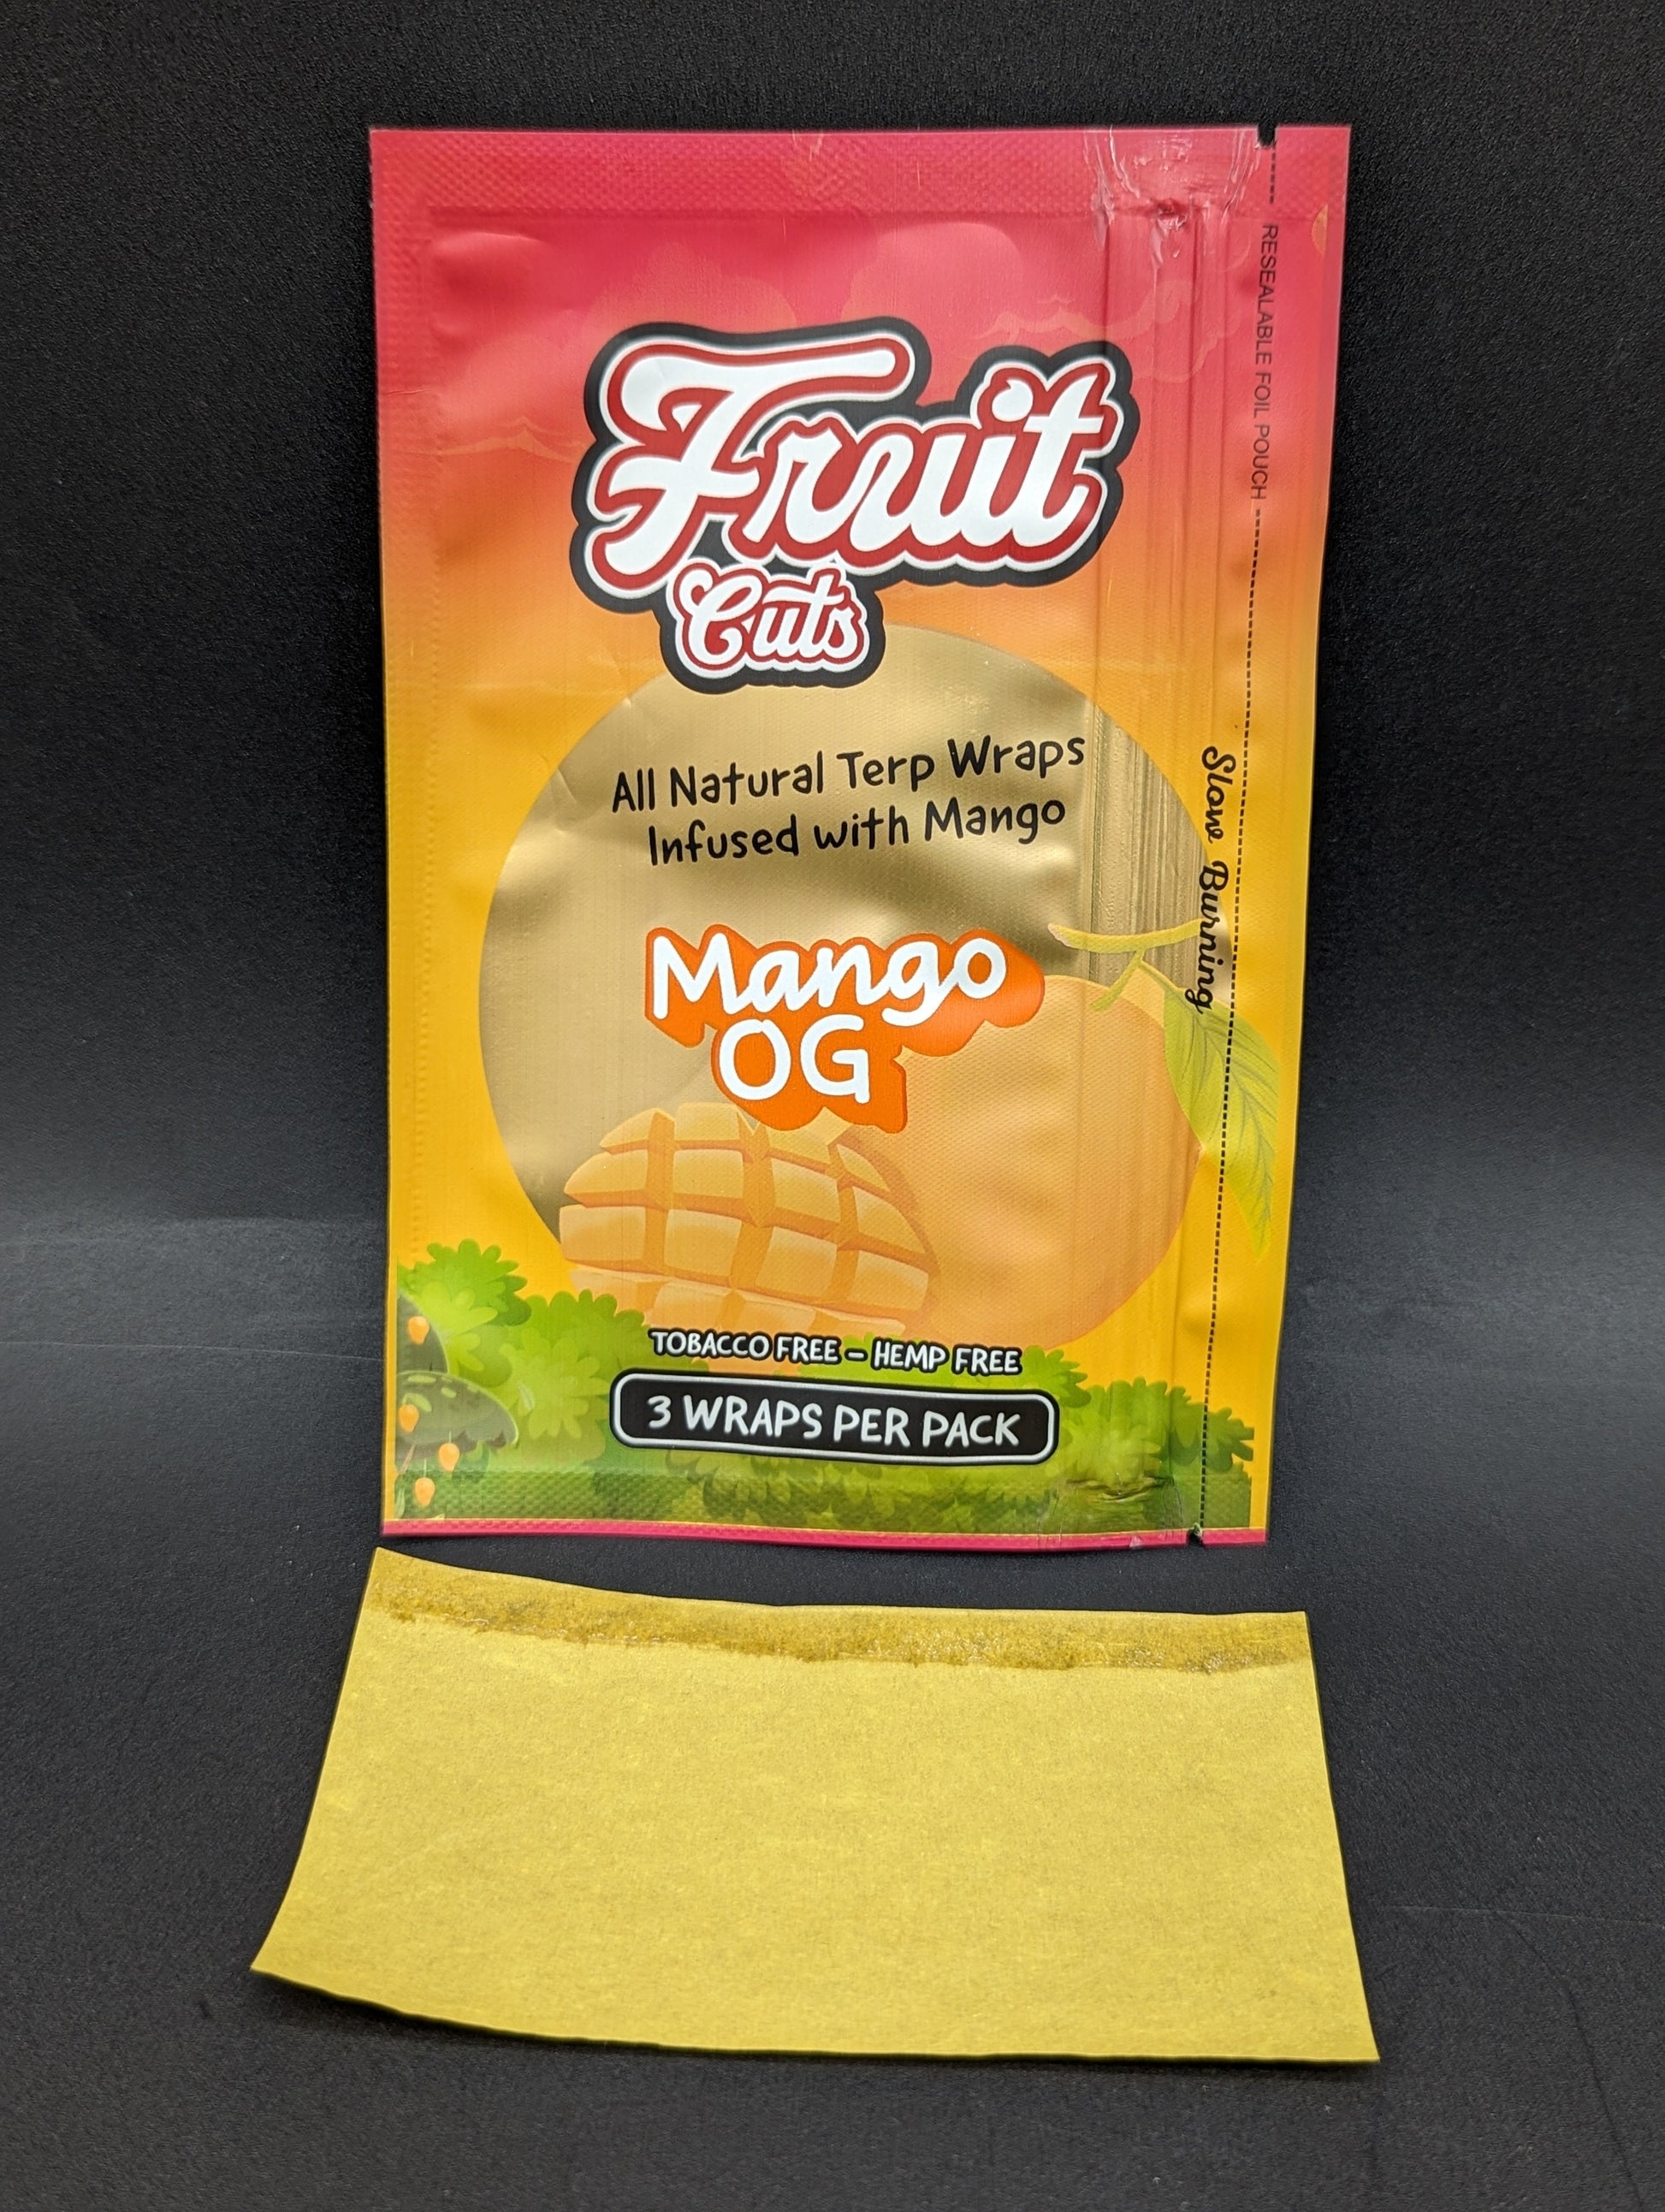 Fruit
Cuts
All Natural Terp Wraps
Infused with Mango
Mango
OG
TOBACCO FREE – HEMP FREE
3 WRAPS PER PACK
RESEALABLE FOIL POUCH
Slow Burning